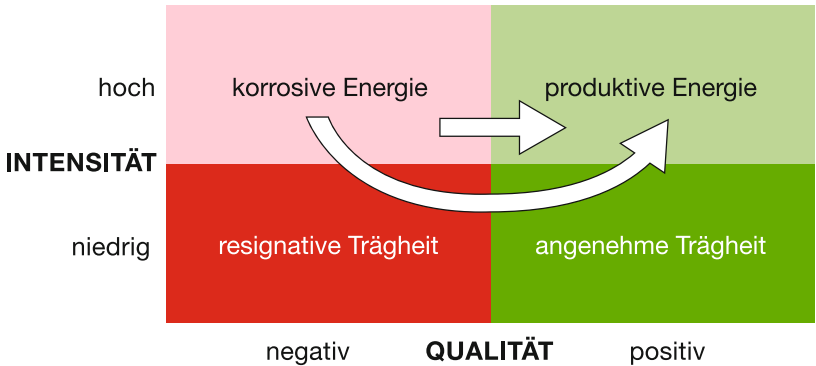 hoch
korrosive Energie
produktive Energie
INTENSITÄT
niedrig
resignative Trägheit
angenehme Trägheit
negativ
QUALITÄT
positiv